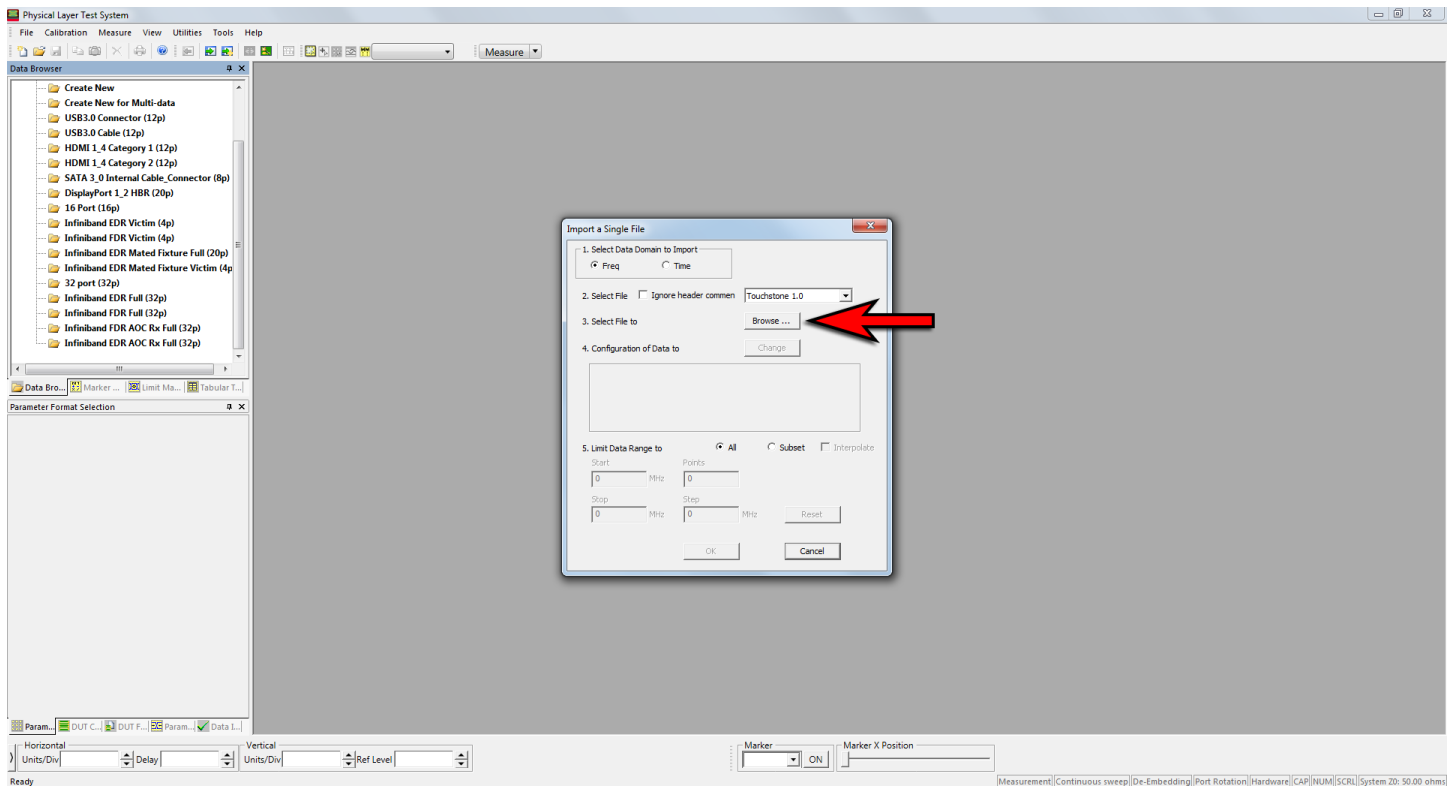 Physical Layer Test System
File Calibration Measure View Utilities Tools Help
Measure
Data Browser
Create New
Create New for Multi-data
USB3.0 Connector (12p)
USB3.0 Cable (12p)
HDMI 1_4 Category 1 (12p)
HDMI 1_4 Category 2 (12p)
SATA 3_0 Internal Cable_Connector (8p)
DisplayPort 1_2 HBR (20p)
16 Port (16p)
Infiniband EDR Victim (4p)
Infiniband FDR Victim (4p)
Infiniband EDR Mated Fixture Full (20p)
Infiniband EDR Mated Fixture Victim (4p
32 port (32p)
Infiniband EDR Full (32p)
Infiniband FDR Full (32p)
Infiniband FDR AOC Rx Full (32p)
Infiniband EDR AOC Rx Full (32p)
Data Bro... Marker ... Limit Ma... Tabular T...
Parameter Format Selection
Import a Single File
1. Select Data Domain to Import
Freq Time
2. Select File Ignore header commen Touchstone 1.0
3. Select File to Browse ...
4. Configuration of Data to Change
5. Limit Data Range to All Subset Interpolate
Start Points
0 MHz 0
Stop Step
0 MHz 0 MHz Reset
OK Cancel
Param... DUT C... DUT F... Param... Data I...
Horizontal Vertical Marker Marker X Position
Units/Div Delay Units/Div Ref Level ON
Ready Measurement Continuous sweep De-Embedding Port Rotation Hardware CAP NUM SCRL System Z0: 50.00 ohms